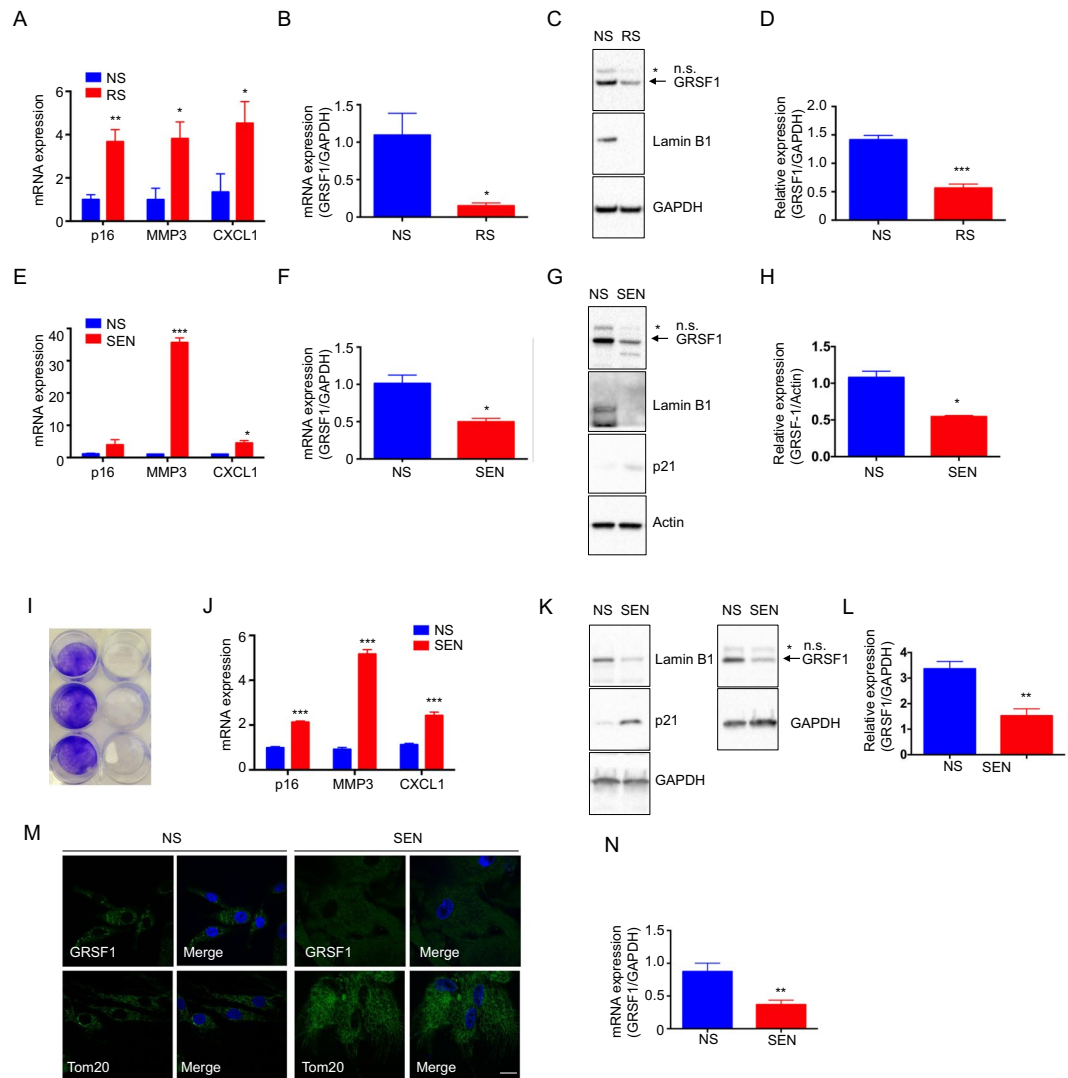 A
NS
RS
mRNA expression
6
4
2
0
**
*
*
p16 MMP3 CXCL1
B
mRNA expression
(GRSF1/GAPDH)
1.5
1.0
0.5
0
*
NS RS
C
NS RS
* n.s.
GRSF1
Lamin B1
GAPDH
D
Relative expression
(GRSF1/GAPDH)
2.0
1.5
1.0
0.5
0
***
NS RS
E
NS
SEN
mRNA expression
40
30
20
10
0
***
*
p16 MMP3 CXCL1
F
mRNA expression
(GRSF1/GAPDH)
1.5
1.0
0.5
0
*
NS SEN
G
NS SEN
* n.s.
GRSF1
Lamin B1
p21
Actin
H
Relative expression
(GRSF-1/Actin)
1.5
1.0
0.5
0.0
*
NS SEN
I
J
NS
SEN
mRNA expression
6
4
2
0
***
***
***
p16 MMP3 CXCL1
K
NS SEN
Lamin B1
p21
GAPDH
NS SEN
* n.s.
GRSF1
GAPDH
L
Relative expression
(GRSF1/GAPDH)
4
3
2
1
0
**
NS SEN
M
NS SEN
GRSF1 Merge GRSF1 Merge
Tom20 Merge Tom20 Merge
N
mRNA expression
(GRSF1/GAPDH)
1.5
1.0
0.5
0
**
NS SEN